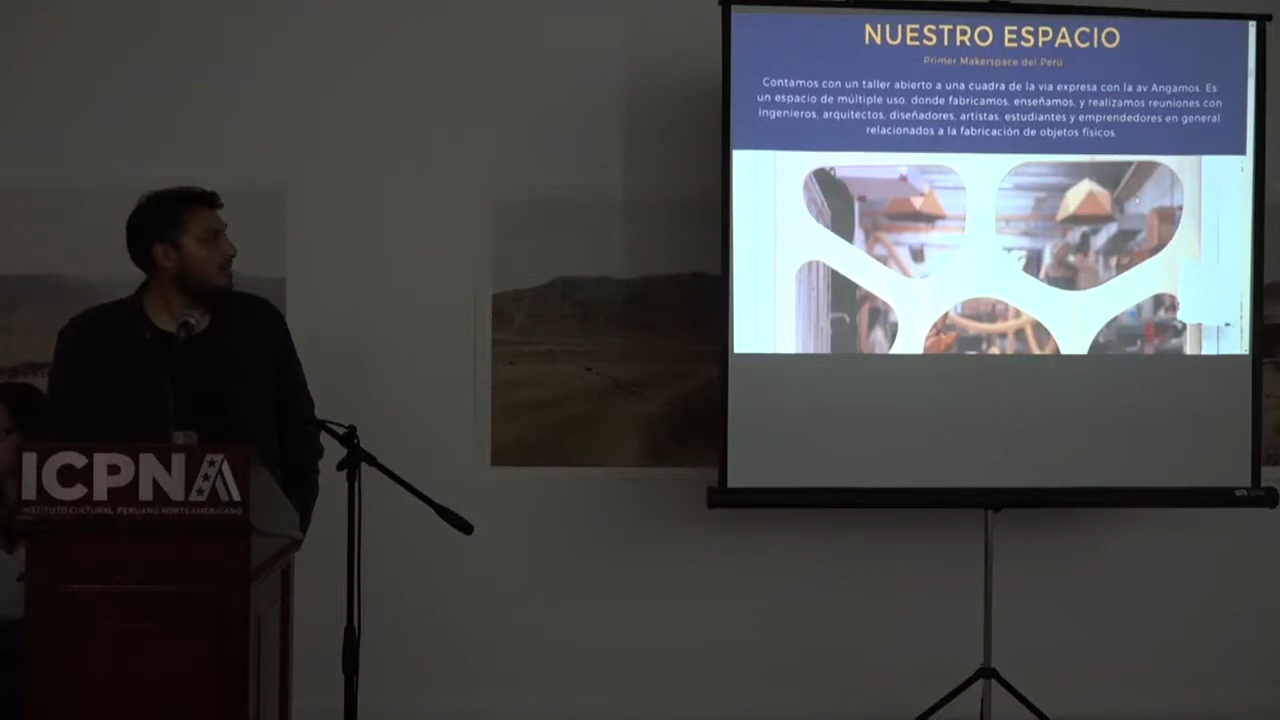 NUESTRO ESPACIO
Primer Makerspace del Perú
Contamos con un taller abierto a una cuadra de la via expresa con la av Angamos. Es
un espacio de múltiple uso, donde fabricamos, enseñamos, y realizamos reuniones con
ingenieros, arquitectos, diseñadores, artistas, estudiantes y emprendedores en general
relacionados a la fabricación de objetos físicos.
ICPNA
INSTITUTO CULTURAL PERUANO NORTEAMERICANO